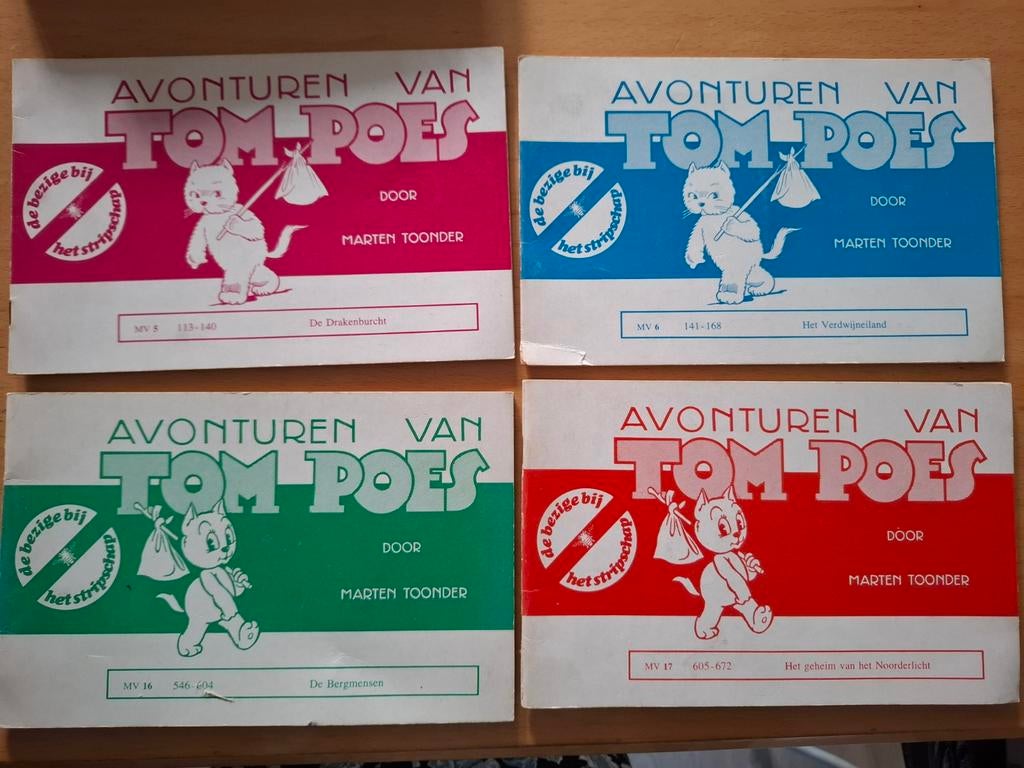 AVONTUREN VAN
TOM POES
de bezige bij
het stripschap
DOOR
MARTEN TOONDER
MV 5 113-140 De Drakenburcht
AVONTUREN VAN
TOM POES
de bezige bij
het stripschap
DOOR
MARTEN TOONDER
MV 6 141-168 Het Verdwijneiland
AVONTUREN VAN
TOM POES
de bezige bij
het stripschap
DOOR
MARTEN TOONDER
MV 16 546-604 De Bergmensen
AVONTUREN VAN
TOM POES
de bezige bij
het stripschap
DOOR
MARTEN TOONDER
MV 17 605-672 Het geheim van het Noorderlicht